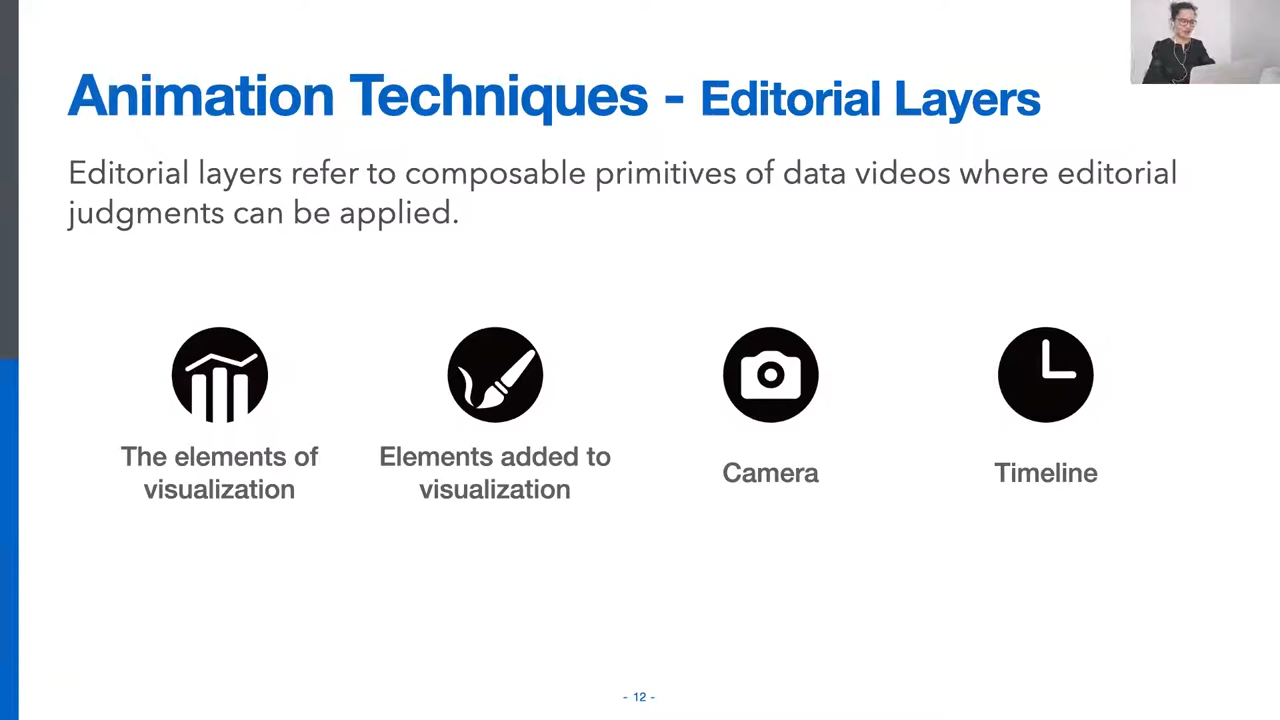 Animation Techniques - Editorial Layers
Editorial layers refer to composable primitives of data videos where editorial
judgments can be applied.
The elements of
visualization
Elements added to
visualization
Camera
Timeline
- 12 -